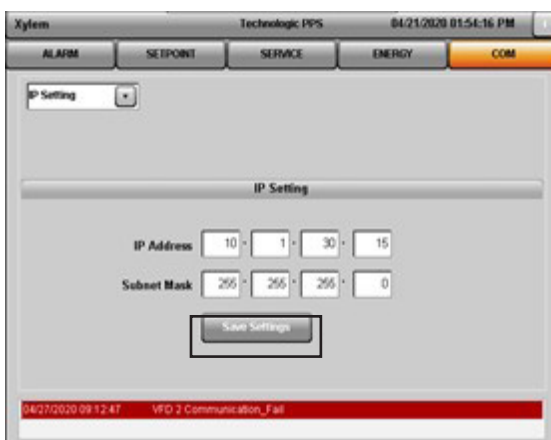 Xylem Technologic PPS 04/21/2020 01:54:16 PM
ALARM SETPOINT SERVICE ENERGY COM
IP Setting
IP Setting
IP Address 10 . 1 . 30 . 15
Subnet Mask 255 . 255 . 255 . 0
Save Settings
04/27/2020 09:12:47 VFD 2 Communication_Fail